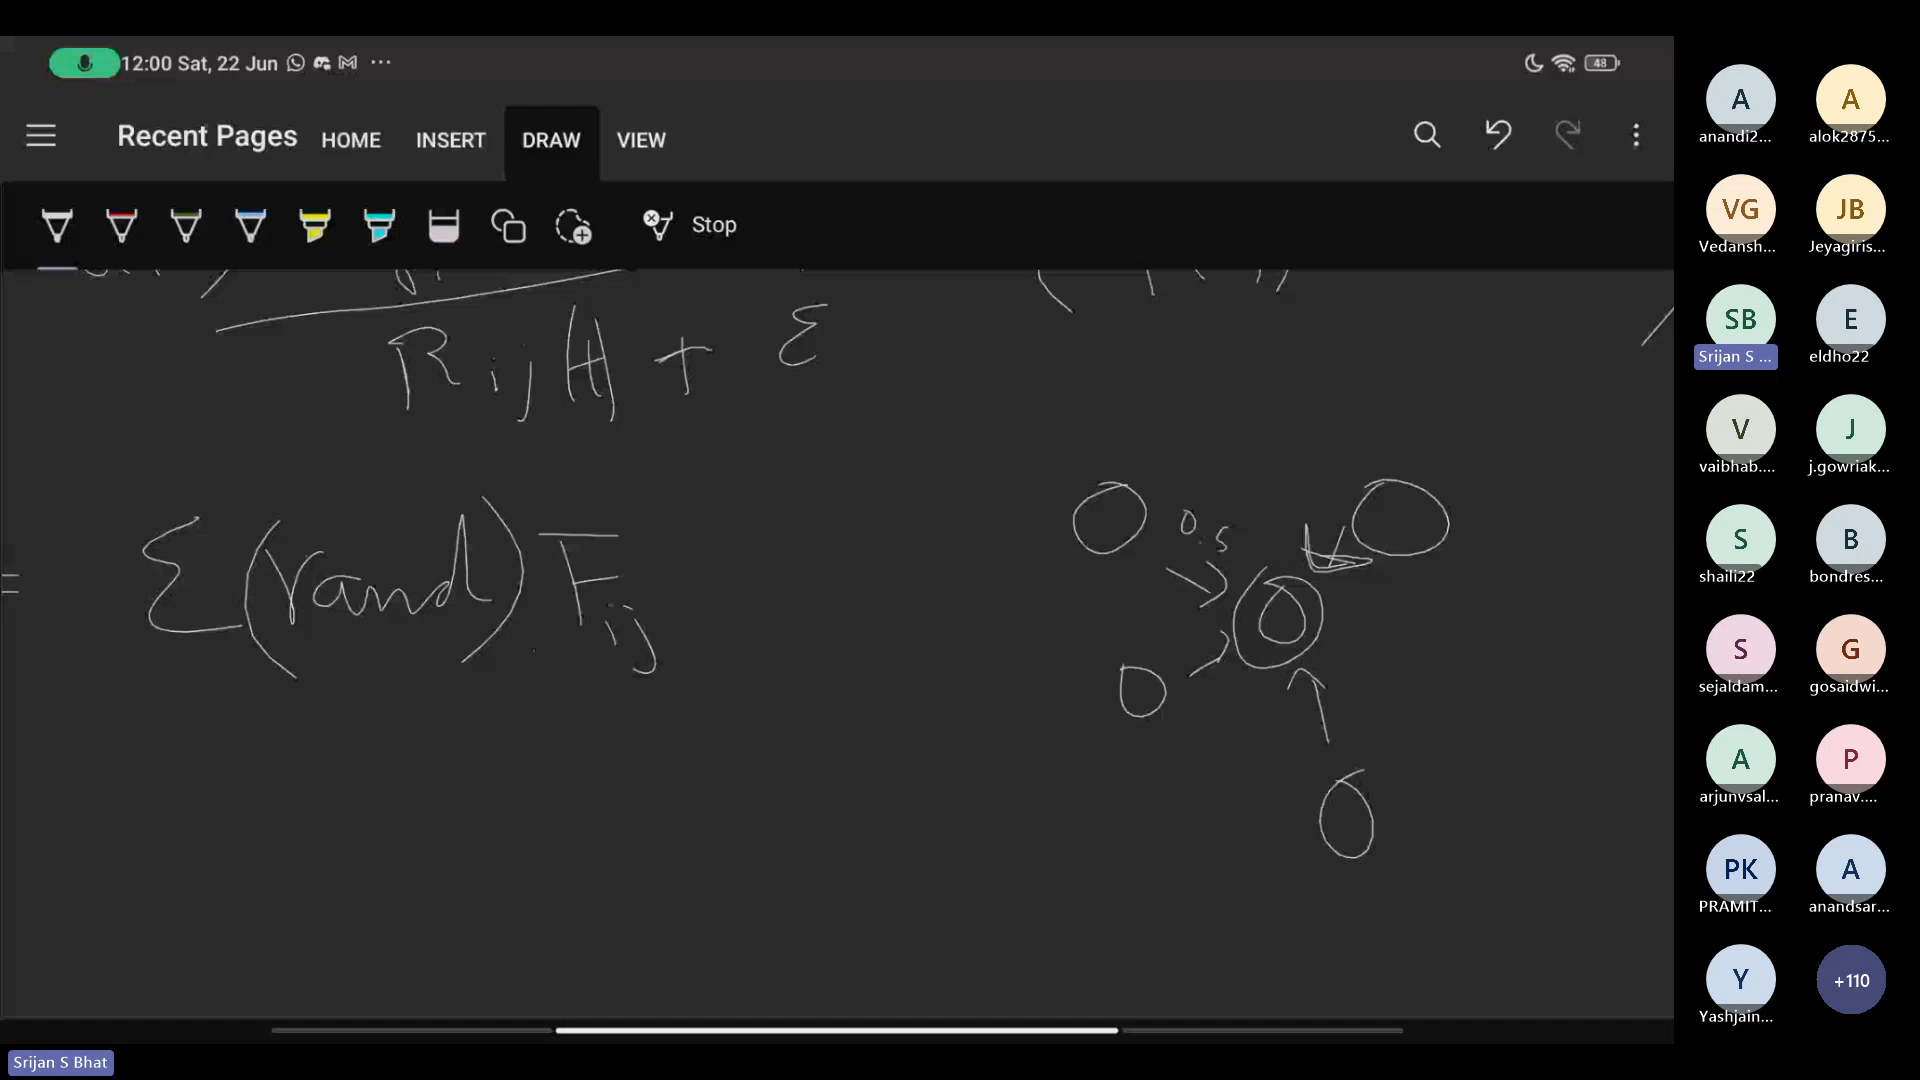 12:00 Sat, 22 Jun ...
48
Recent Pages HOME INSERT DRAW VIEW
Stop
R ij(t) + ε
0.5
= Σ (rand) Fij
A anandi2...
A alok2875...
VG Vedansh...
JB Jeyagiris...
SB Srijan S ...
E eldho22
V vaibhab....
J j.gowriak...
S shaili22
B bondres...
S sejaldam...
G gosaidwi...
A arjunvsal...
P pranav....
PK PRAMIT...
A anandsar...
Y Yashjain...
+110
Srijan S Bhat